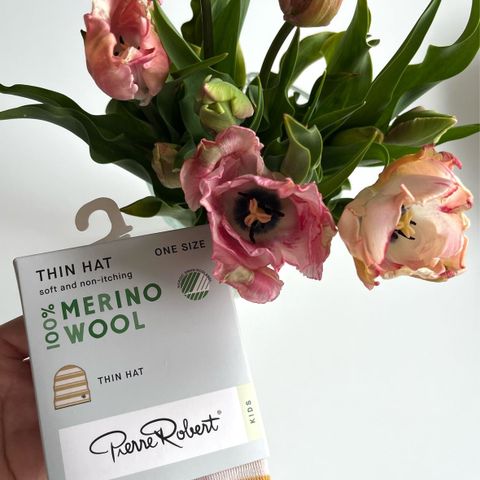 THIN HAT
ONE SIZE
soft and non-itching
100% MERINO
WOOL
THIN HAT
Pierre Robert®
KIDS